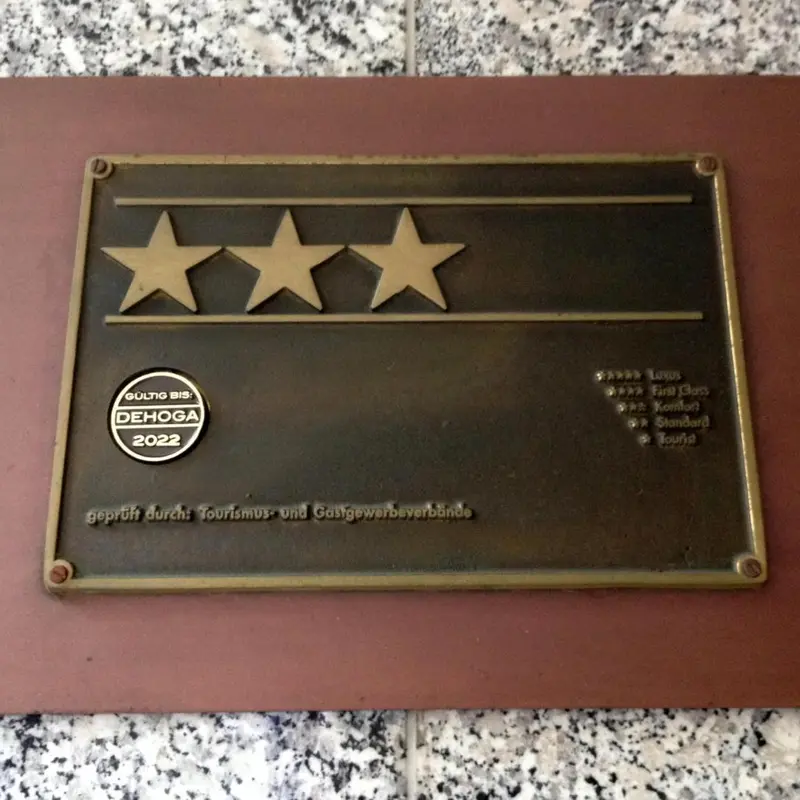 GÜLTIG BIS:
DEHOGA
2022
***** Luxus
**** First Class
*** Komfort
** Standard
* Tourist
geprüft durch: Tourismus- und Gastgewerbeverbände